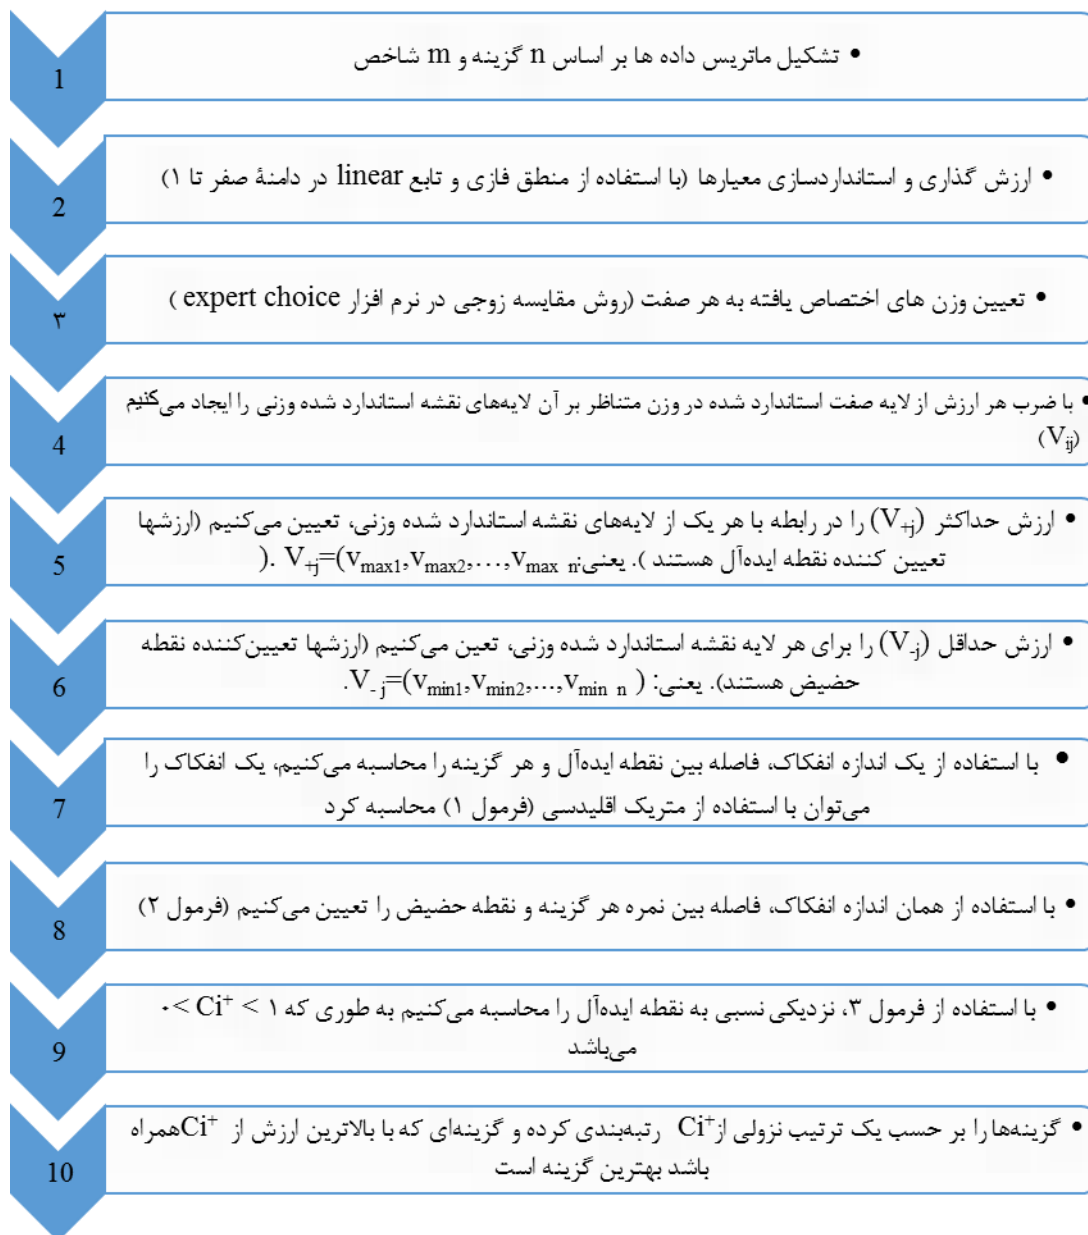 1
• تشکیل ماتریس داده ها بر اساس n گزینه و m شاخص
2
• ارزش گذاری و استانداردسازی معیارها (با استفاده از منطق فازی و تابع linear در دامنهٔ صفر تا ۱)
۳
• تعیین وزن های اختصاص یافته به هر صفت (روش مقایسه زوجی در نرم افزار expert choice )
4
• با ضرب هر ارزش از لایه صفت استاندارد شده در وزن متناظر بر آن لایه‌های نقشه استاندارد شده وزنی را ایجاد می‌کنیم
(Vij)
5
• ارزش حداکثر (V+j) را در رابطه با هر یک از لایه‌های نقشه استاندارد شده وزنی، تعیین می‌کنیم (ارزشها
تعیین کننده نقطه ایده‌آل هستند ). یعنی: V+j=(vmax1,vmax2,…,vmax n. ).
6
• ارزش حداقل (V-j) را برای هر لایه نقشه استاندارد شده وزنی، تعین می‌کنیم (ارزشها تعیین‌کننده نقطه
حضیض هستند). یعنی: V- j=(vmin1,vmin2,...,vmin n ).
7
• با استفاده از یک اندازه انفکاک، فاصله بین نقطه ایده‌آل و هر گزینه را محاسبه می‌کنیم، یک انفکاک را
می‌توان با استفاده از متریک اقلیدسی (فرمول ۱) محاسبه کرد
8
• با استفاده از همان اندازه انفکاک، فاصله بین نمره هر گزینه و نقطه حضیض را تعیین می‌کنیم (فرمول ۲)
9
• با استفاده از فرمول ۳، نزدیکی نسبی به نقطه ایده‌آل را محاسبه می‌کنیم به طوری که ۰< Ci+ < ۱
می‌باشد
10
• گزینه‌ها را بر حسب یک ترتیب نزولی از Ci+ رتبه‌بندی کرده و گزینه‌ای که با بالاترین ارزش از Ci+ همراه
باشد بهترین گزینه است